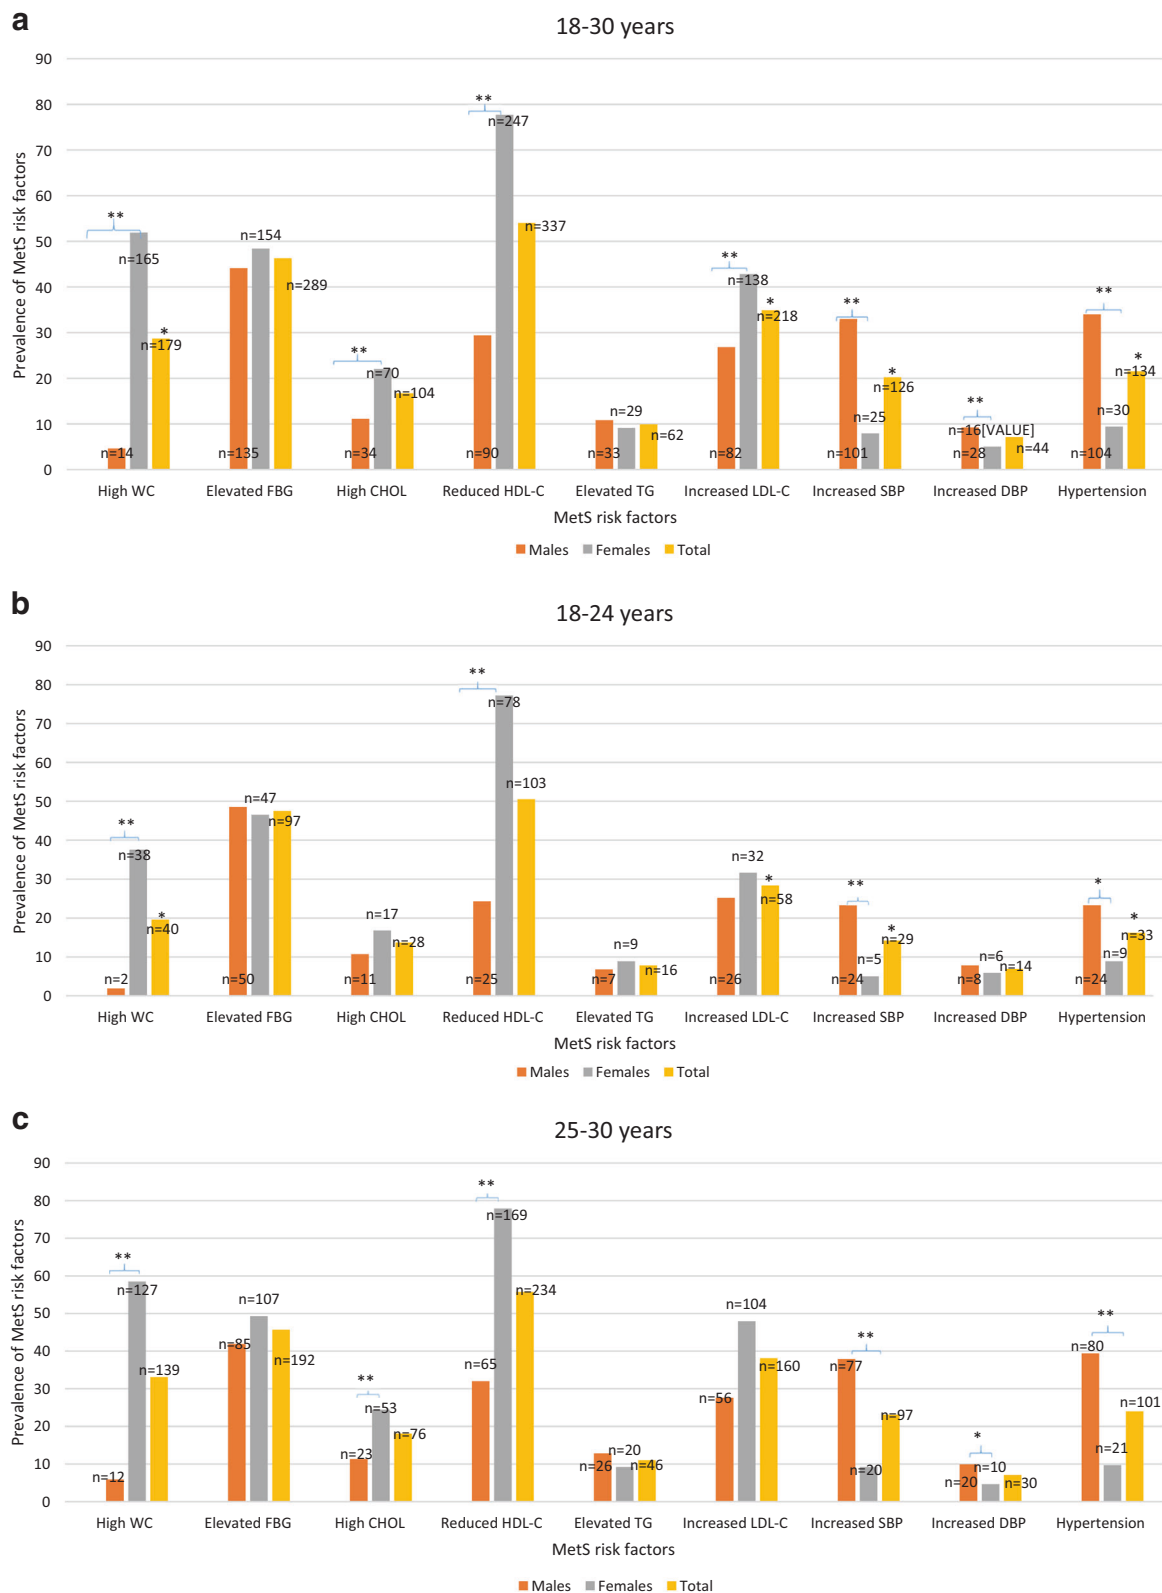 a
18-30 years
Prevalence of MetS risk factors
90
80
70
60
50
40
30
20
10
0
** n=14 n=165 * n=179
n=135 n=154 n=289
** n=34 n=70 n=104
** n=90 n=247 n=337
n=33 n=29 n=62
** n=82 n=138 * n=218
** n=101 n=25 * n=126
** n=16[VALUE] n=28 n=44
** n=104 n=30 * n=134
High WC Elevated FBG High CHOL Reduced HDL-C Elevated TG Increased LDL-C Increased SBP Increased DBP Hypertension
MetS risk factors
Males Females Total
b
18-24 years
Prevalence of MetS risk factors
90
80
70
60
50
40
30
20
10
0
** n=2 n=38 * n=40
n=50 n=47 n=97
n=11 n=17 n=28
** n=25 n=78 n=103
n=7 n=9 n=16
n=26 n=32 * n=58
** n=24 n=5 * n=29
n=8 n=6 n=14
* n=24 n=9 * n=33
High WC Elevated FBG High CHOL Reduced HDL-C Elevated TG Increased LDL-C Increased SBP Increased DBP Hypertension
MetS risk factors
Males Females Total
c
25-30 years
Prevalence of MetS risk factors
90
80
70
60
50
40
30
20
10
0
** n=12 n=127 n=139
n=85 n=107 n=192
** n=23 n=53 n=76
** n=65 n=169 n=234
n=26 n=20 n=46
n=56 n=104 n=160
** n=77 n=20 n=97
* n=20 n=10 n=30
** n=80 n=21 n=101
High WC Elevated FBG High CHOL Reduced HDL-C Elevated TG Increased LDL-C Increased SBP Increased DBP Hypertension
MetS risk factors
Males Females Total